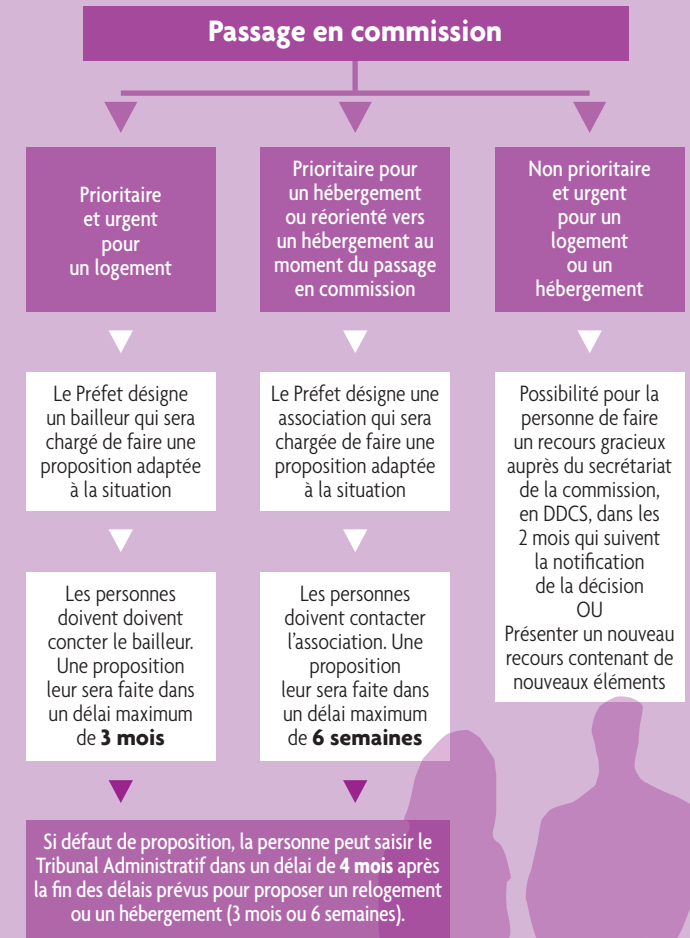 Passage en commission
Prioritaire
et urgent
pour
un logement
Prioritaire pour
un hébergement
ou réorienté vers
un hébergement au
moment du passage
en commission
Non prioritaire
et urgent
pour un
logement
ou un
hébergement
Le Préfet désigne
un bailleur qui sera
chargé de faire une
proposition adaptée
à la situation
Le Préfet désigne une
association qui sera
chargée de faire une
proposition adaptée
à la situation
Possibilité pour la
personne de faire
un recours gracieux
auprès du secrétariat
de la commission,
en DDCS, dans les
2 mois qui suivent
la notification
de la décision
OU
Présenter un nouveau
recours contenant de
nouveaux éléments
Les personnes
doivent doivent
concter le bailleur.
Une proposition
leur sera faite dans
un délai maximum
de 3 mois
Les personnes
doivent contacter
l’association. Une
proposition
leur sera faite dans
un délai maximum
de 6 semaines
Si défaut de proposition, la personne peut saisir le
Tribunal Administratif dans un délai de 4 mois après
la fin des délais prévus pour proposer un relogement
ou un hébergement (3 mois ou 6 semaines).